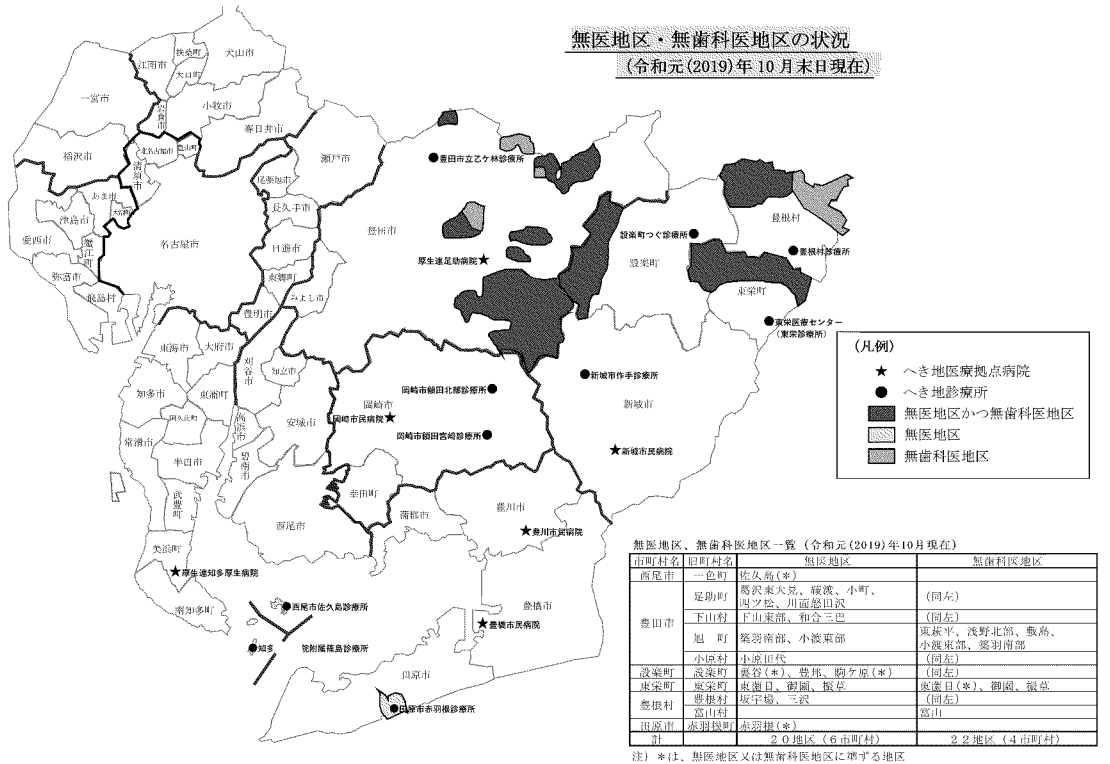 無医地区・無歯科医地区の状況
(令和元(2019)年10月末日現在)
犬山市
扶桑町
江南市
大口町
一宮市
小牧市
岩倉市
春日井市
稲沢市
北名古屋市
豊山町
清須市
瀬戸市
尾張旭市
あま市
大治町
長久手市
津島市
愛西市
蟹江町
名古屋市
日進市
豊田市
弥富市
東郷町
飛島村
みよし市
豊明市
豊田市立乙ケ林診療所
厚生連足助病院
設楽町つぐ診療所
設楽町
豊根村
豊根村診療所
東栄町
東栄医療センター
(東栄診療所)
東海市
大府市
刈谷市
知立市
知多市
東浦町
阿久比町
高浜市
安城市
常滑市
半田市
碧南市
武豊町
美浜町
南知多町
厚生連知多厚生病院
岡崎市額田北部診療所
岡崎市
岡崎市民病院
岡崎市額田宮崎診療所
新城市作手診療所
新城市
新城市民病院
幸田町
西尾市
蒲郡市
豊川市
豊川市民病院
豊橋市
豊橋市民病院
西尾市佐久島診療所
知多
院附属篠島診療所
田原市
田原市赤羽根診療所
(凡例)
★ へき地医療拠点病院
● へき地診療所
無医地区かつ無歯科医地区
無医地区
無歯科医地区
無医地区、無歯科医地区一覧(令和元(2019)年10月現在)
市町村名 旧町村名 無医地区 無歯科医地区
西尾市 一色町 佐久島(*)
豊田市 足助町 葛沢東大見、綾渡、小町、
四ツ松、川面怒田沢 (同左)
下山村 下山東部、和合三巴 (同左)
旭 町 築羽南部、小渡東部 東萩平、浅野北部、敷島、
小渡東部、築羽南部
小原村 小原田代 (同左)
設楽町 設楽町 裏谷(*)、豊邦、駒ケ原(*) (同左)
東栄町 東栄町 東薗目、御園、振草 東薗目(*)、御園、振草
豊根村 豊根村 坂宇場、三沢 (同左)
富山村 富山
田原市 赤羽根町 赤羽根(*)
計 20地区(6市町村) 22地区(4市町村)
注) *は、無医地区又は無歯科医地区に準ずる地区